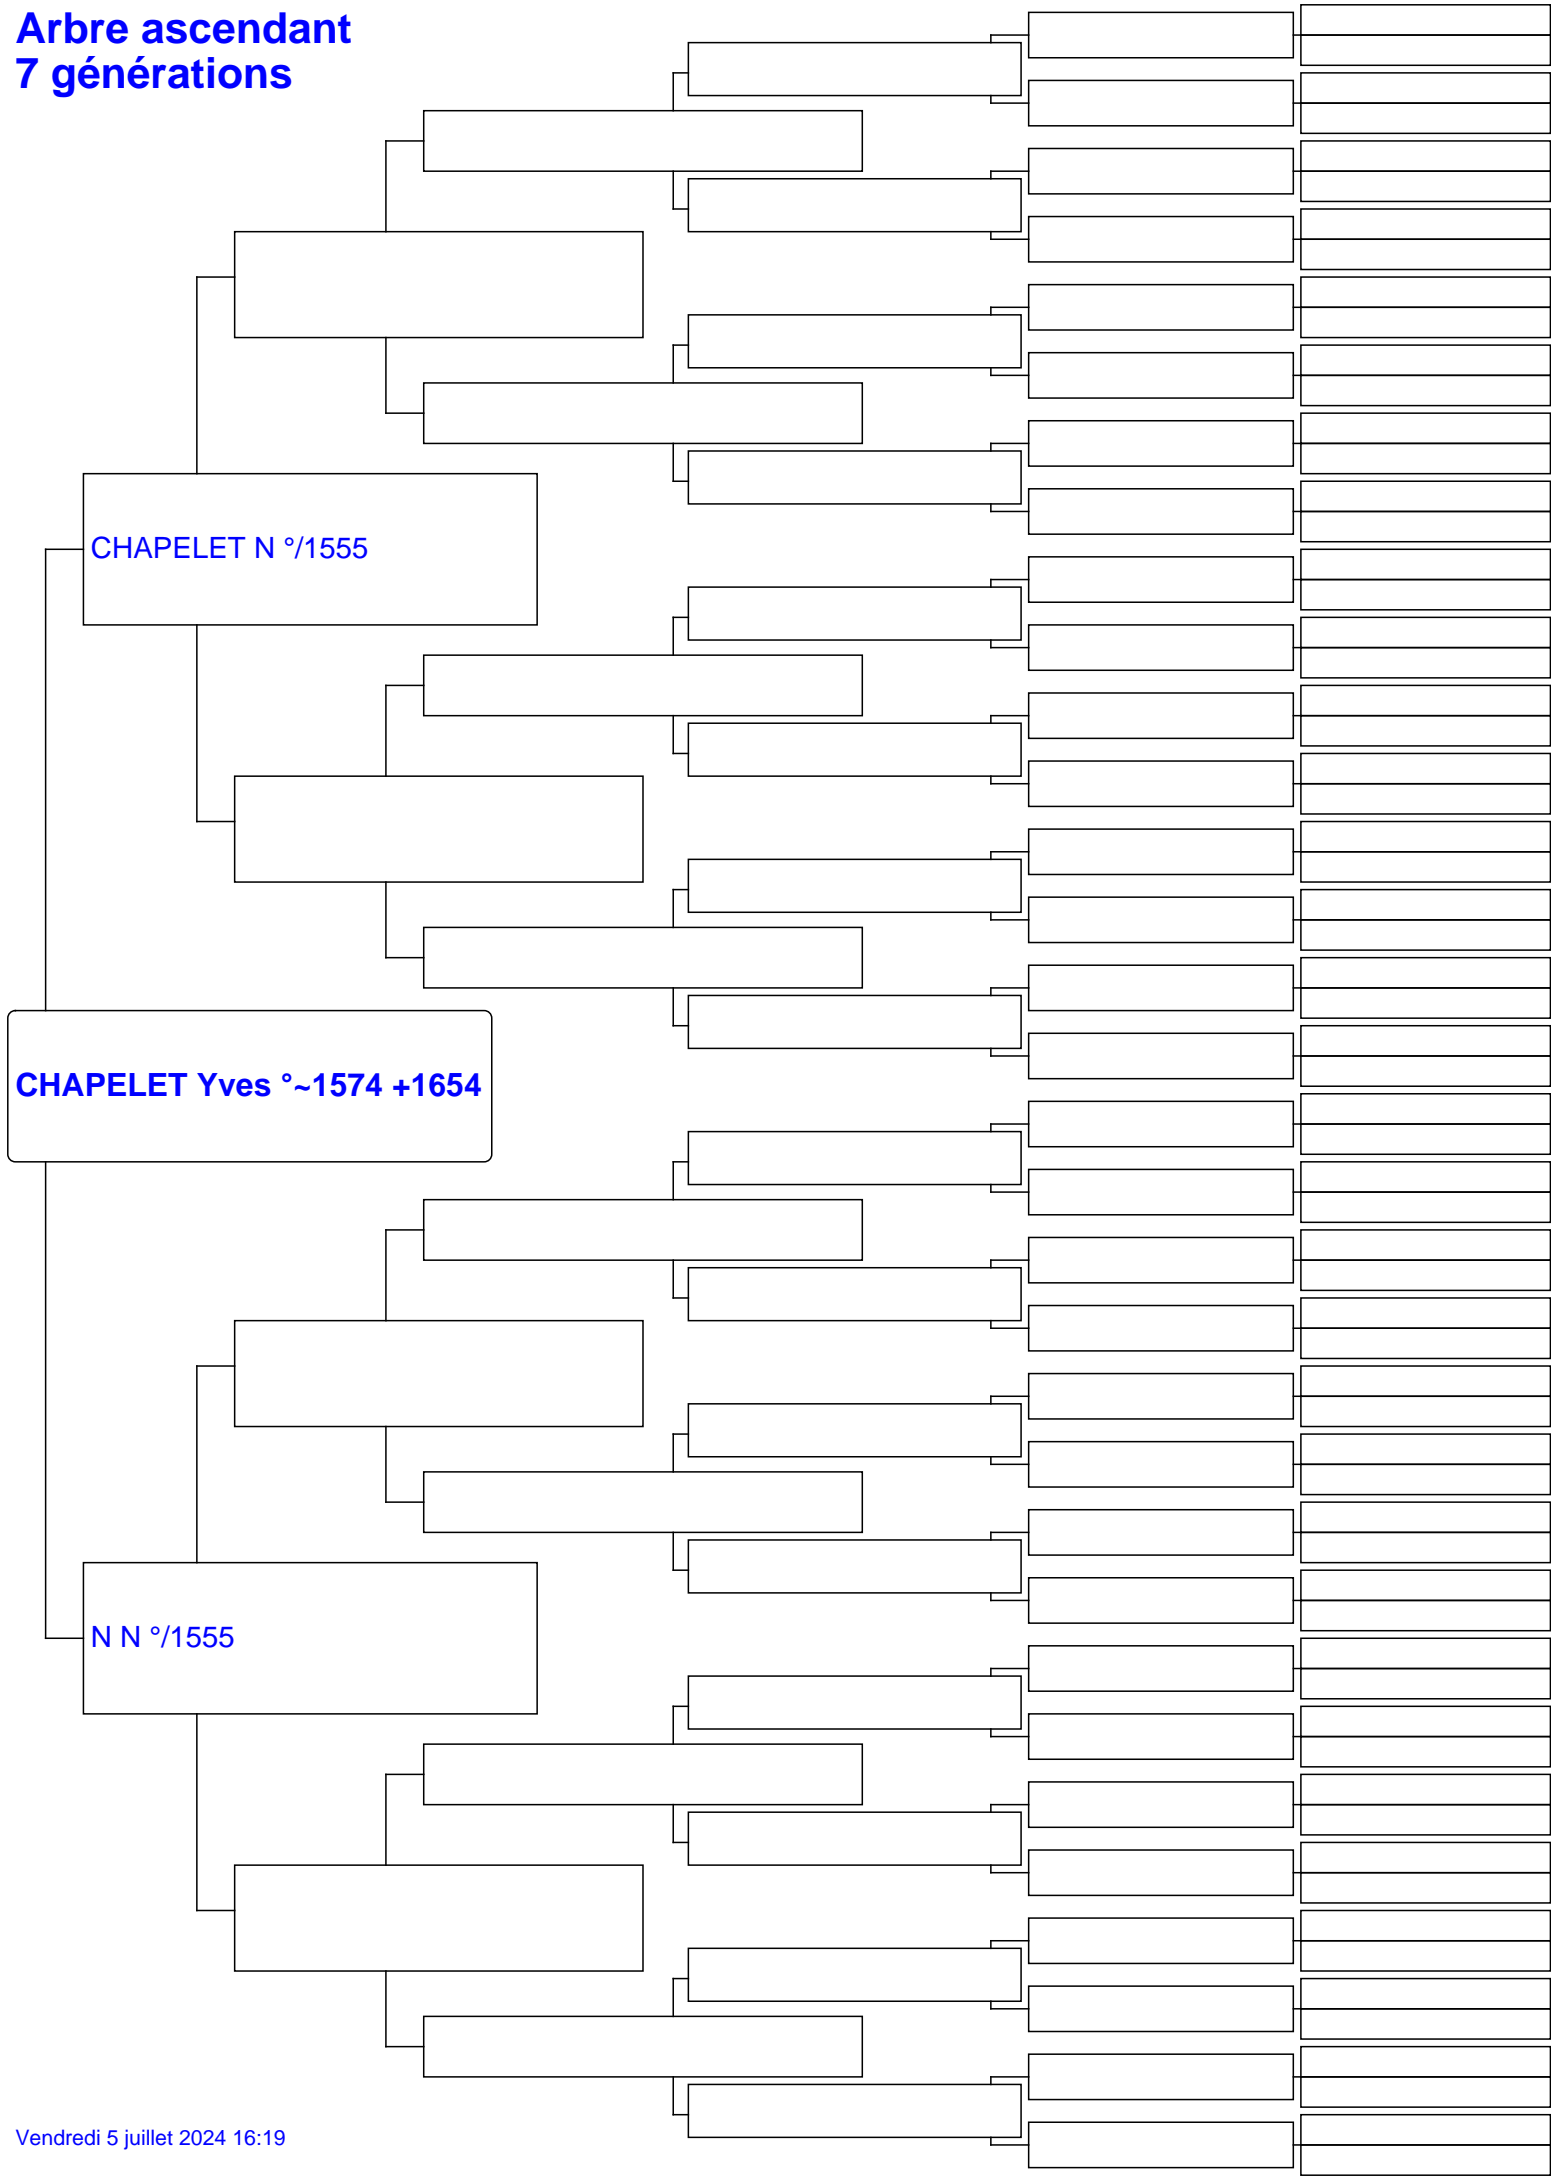 Arbre ascendant
7 générations
CHAPELET N °/1555
CHAPELET Yves °~1574 +1654
N N °/1555
Vendredi 5 juillet 2024 16:19